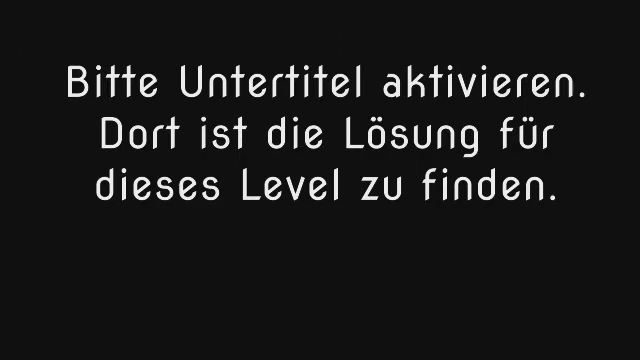 Bitte Untertitel aktivieren.
Dort ist die Lösung für
dieses Level zu finden.